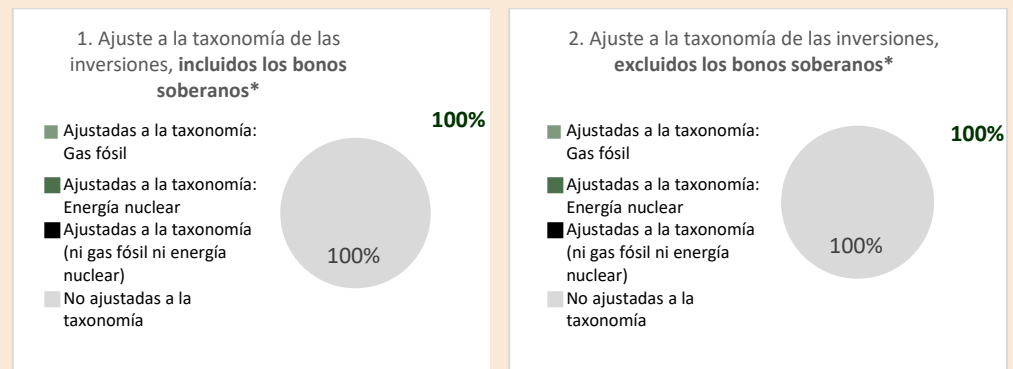 1. Ajuste a la taxonomía de las
inversiones, incluidos los bonos
soberanos*
100%
Ajustadas a la taxonomía:
Gas fósil
Ajustadas a la taxonomía:
Energía nuclear
Ajustadas a la taxonomía
(ni gas fósil ni energía
nuclear)
No ajustadas a la
taxonomía
100%
2. Ajuste a la taxonomía de las inversiones,
excluidos los bonos soberanos*
100%
Ajustadas a la taxonomía:
Gas fósil
Ajustadas a la taxonomía:
Energía nuclear
Ajustadas a la taxonomía
(ni gas fósil ni energía
nuclear)
No ajustadas a la
taxonomía
100%